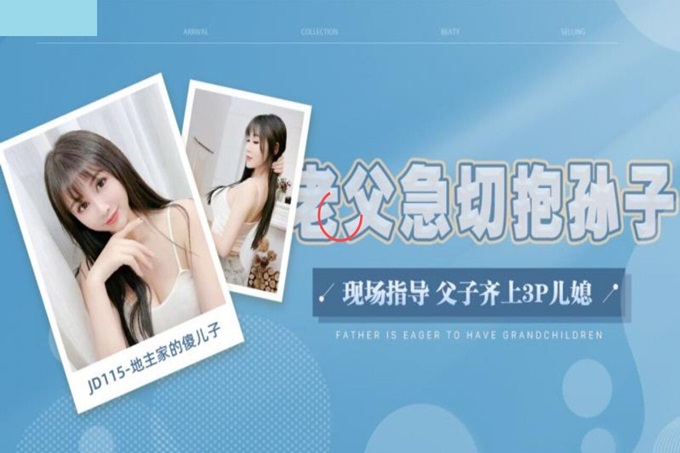 ARRIVAL COLLECTION BEATY SELLING
老父急切抱孙子
现场指导 父子齐上3P儿媳
FATHER IS EAGER TO HAVE GRANDCHILDREN
JD115-地主家的傻儿子